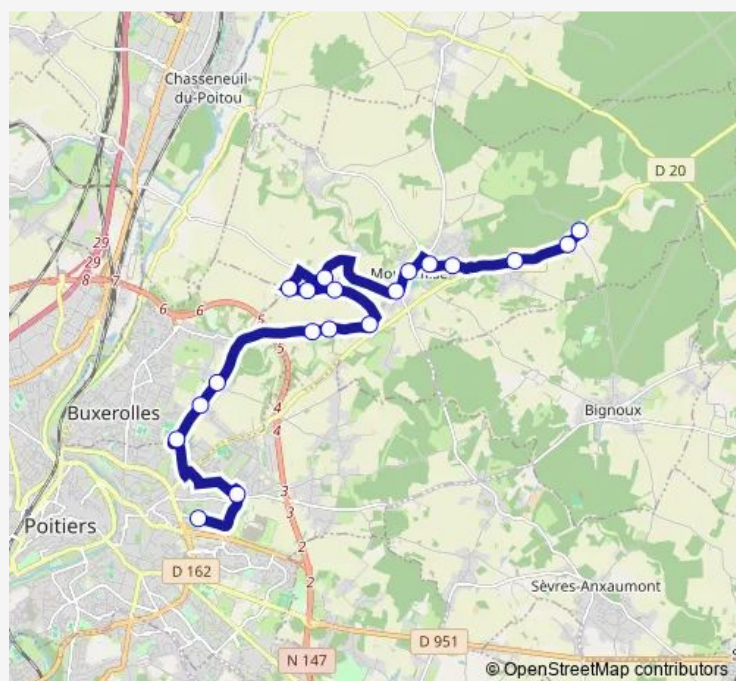 Chasseneuil-
du-Poitou
D 20
29
29
8
7
6
6
5
5
Buxerolles
4
4
Bignoux
3
3
Poitiers
2
2
D 162
Sèvres-Anxaumont
D 951
N 147
© OpenStreetMap contributors